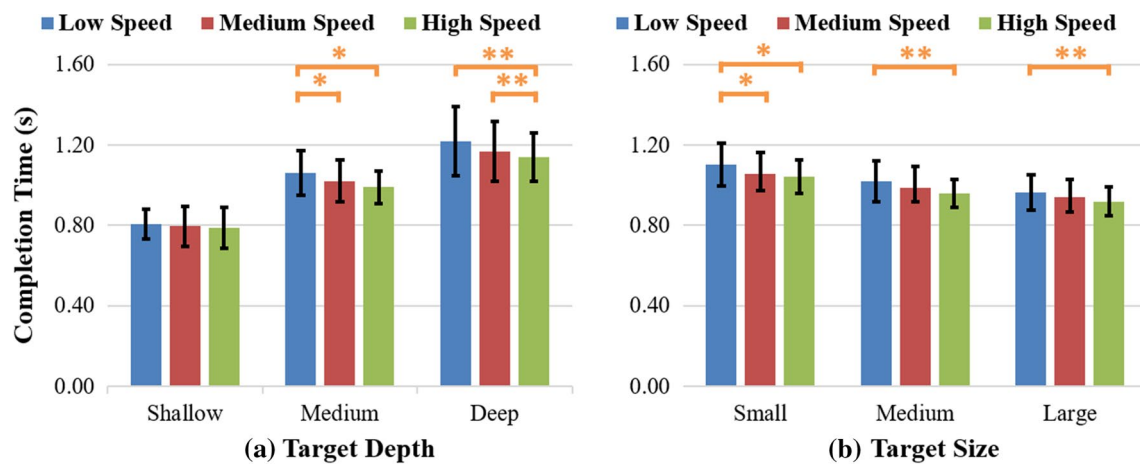 Low Speed Medium Speed High Speed
Low Speed Medium Speed High Speed
Completion Time (s)
1.60
1.20
0.80
0.40
0.00
* * ** **
Shallow Medium Deep
(a) Target Depth
1.60
1.20
0.80
0.40
0.00
* * ** **
Small Medium Large
(b) Target Size